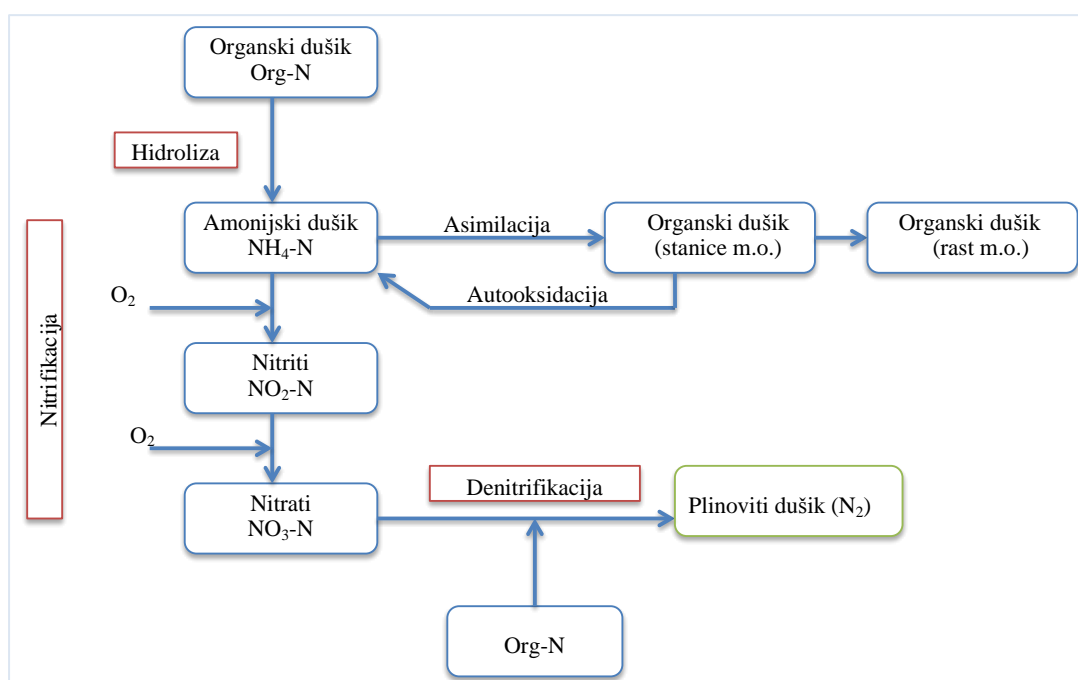 Organski dušik
Org-N
Hidroliza
Amonijski dušik
NH₄-N
Asimilacija
Organski dušik
(stanice m.o.)
Organski dušik
(rast m.o.)
Autooksidacija
O₂
Nitrifikacija
Nitriti
NO₂-N
O₂
Nitrati
NO₃-N
Denitrifikacija
Plinoviti dušik (N₂)
Org-N